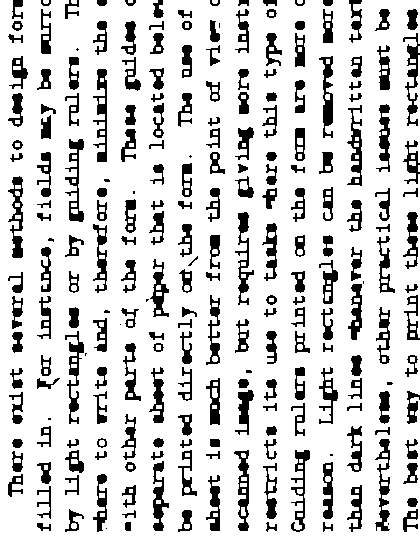 There exist several methods to design for
filled in. For instance, fields may be surro
by light rectangles or by guiding rulers. Th
where to write and, therefore, minimize the
with other parts of the form. These guides
separate sheet of paper that is located belo
be printed directly on the form. The use of
sheet is much better from the point of view
scanned image, but requires giving more instr
restricts its use to tasks where this type of
Guiding rulers printed on the form are more
reason. Light rectangles can be removed more
than dark lines whenever the handwritten text
Nevertheless, other practical issues must be
The best way to print these light rectangles